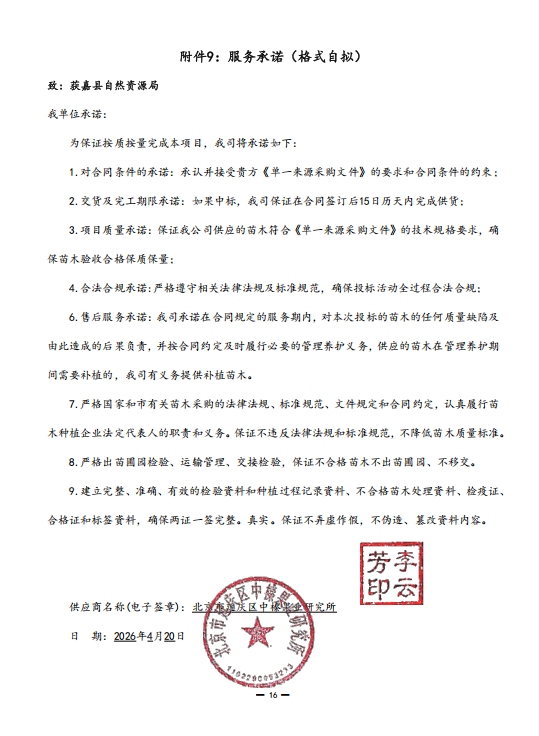 附件9：服务承诺（格式自拟）
致：获嘉县自然资源局
我单位承诺：
为保证按质按量完成本项目，我司将承诺如下：
1.对合同条件的承诺：承认并接受贵方《单一来源采购文件》的要求和合同条件的约束；
2.交货及完工期限承诺：如果中标，我司保证在合同签订后15日历天内完成供货；
3.项目质量承诺：保证我公司供应的苗木符合《单一来源采购文件》的技术规格要求，确
保苗木验收合格保质保量；
4.合法合规承诺：严格遵守相关法律法规及标准规范，确保投标活动全过程合法合规；
6.售后服务承诺：我司承诺在合同规定的服务期内，对本次投标的苗木的任何质量缺陷及
由此造成的后果负责，并按合同约定及时履行必要的管理养护义务，供应的苗木在管理养护期
间需要补植的，我司有义务提供补植苗木。
7.严格国家和市有关苗木采购的法律法规、标准规范、文件规定和合同约定，认真履行苗
木种植企业法定代表人的职责和义务。保证不违反法律法规和标准规范，不降低苗木质量标准。
8.严格出苗圃园检验、运输管理、交接检验，保证不合格苗木不出苗圃园、不移交。
9.建立完整、准确、有效的检验资料和种植过程记录资料、不合格苗木处理资料、检疫证、
合格证和标签资料，确保两证一签完整。真实。保证不弄虚作假，不伪造、篡改资料内容。
李云
芳印
供应商名称(电子签章)：北京市延庆区中榛果业研究所
北京市延庆区中榛果业研究所
日 期：2026年4月20日
16